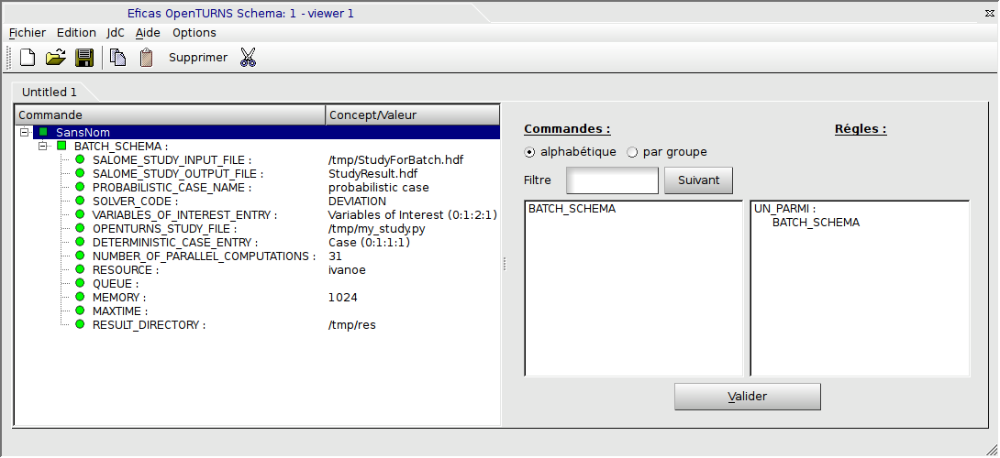 Eficas OpenTURNS Schema: 1 - viewer 1
Fichier Edition JdC Aide Options
Supprimer
Untitled 1
Commande Concept/Valeur
SansNom
BATCH_SCHEMA :
SALOME_STUDY_INPUT_FILE : /tmp/StudyForBatch.hdf
SALOME_STUDY_OUTPUT_FILE : StudyResult.hdf
PROBABILISTIC_CASE_NAME : probabilistic case
SOLVER_CODE : DEVIATION
VARIABLES_OF_INTEREST_ENTRY : Variables of Interest (0:1:2:1)
OPENTURNS_STUDY_FILE : /tmp/my_study.py
DETERMINISTIC_CASE_ENTRY : Case (0:1:1:1)
NUMBER_OF_PARALLEL_COMPUTATIONS : 31
RESOURCE : ivanoe
QUEUE :
MEMORY : 1024
MAXTIME :
RESULT_DIRECTORY : /tmp/res
Commandes : Régles :
alphabétique par groupe
Filtre Suivant
BATCH_SCHEMA
UN_PARMI :
BATCH_SCHEMA
Valider